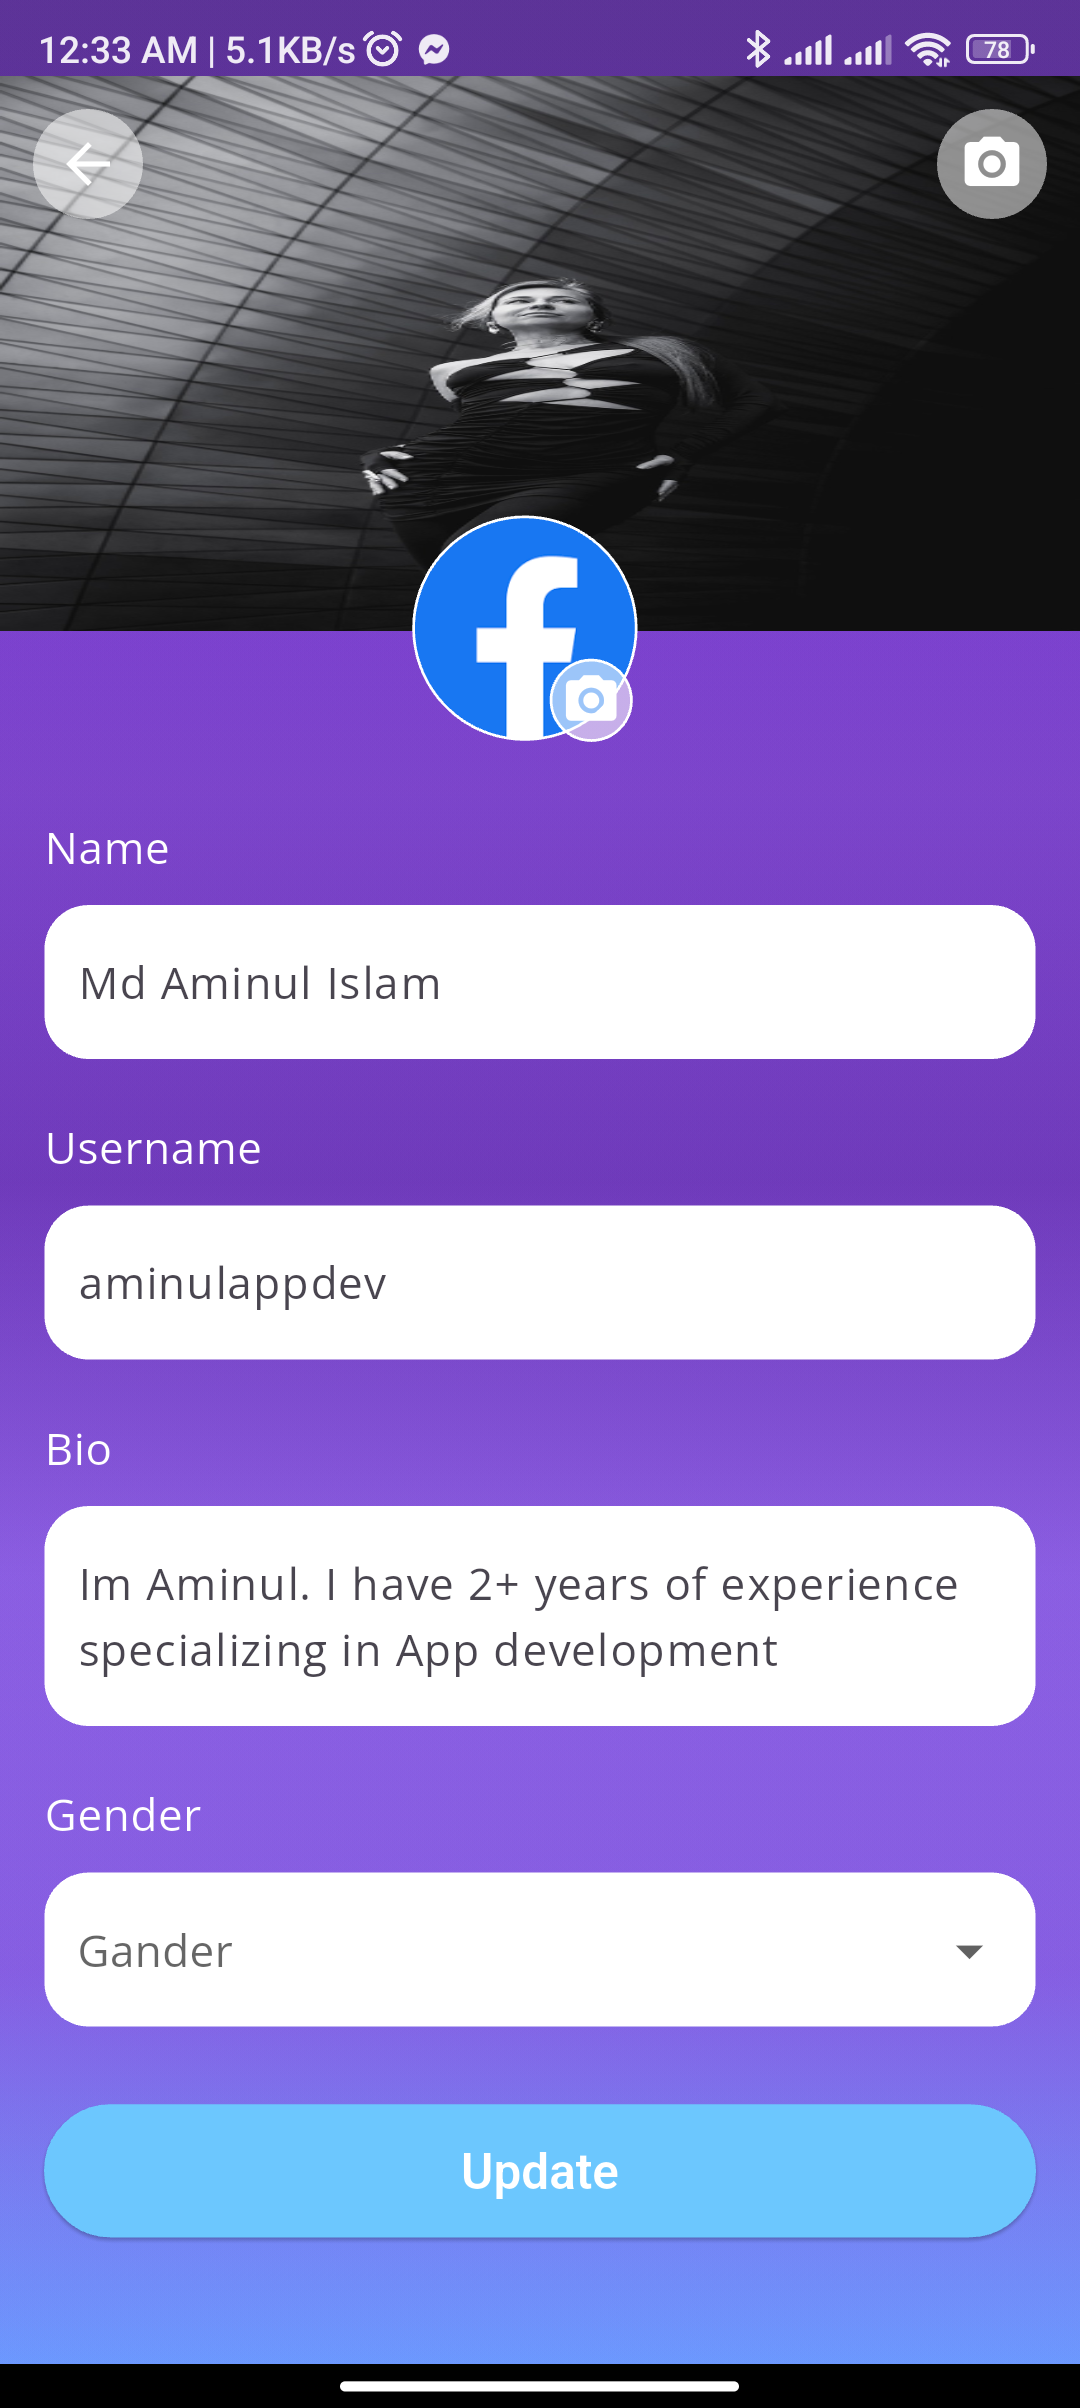 12:33 AM | 5.1KB/s 78
Name
Md Aminul Islam
Username
aminulappdev
Bio
Im Aminul. I have 2+ years of experience
specializing in App development
Gender
Gander
Update